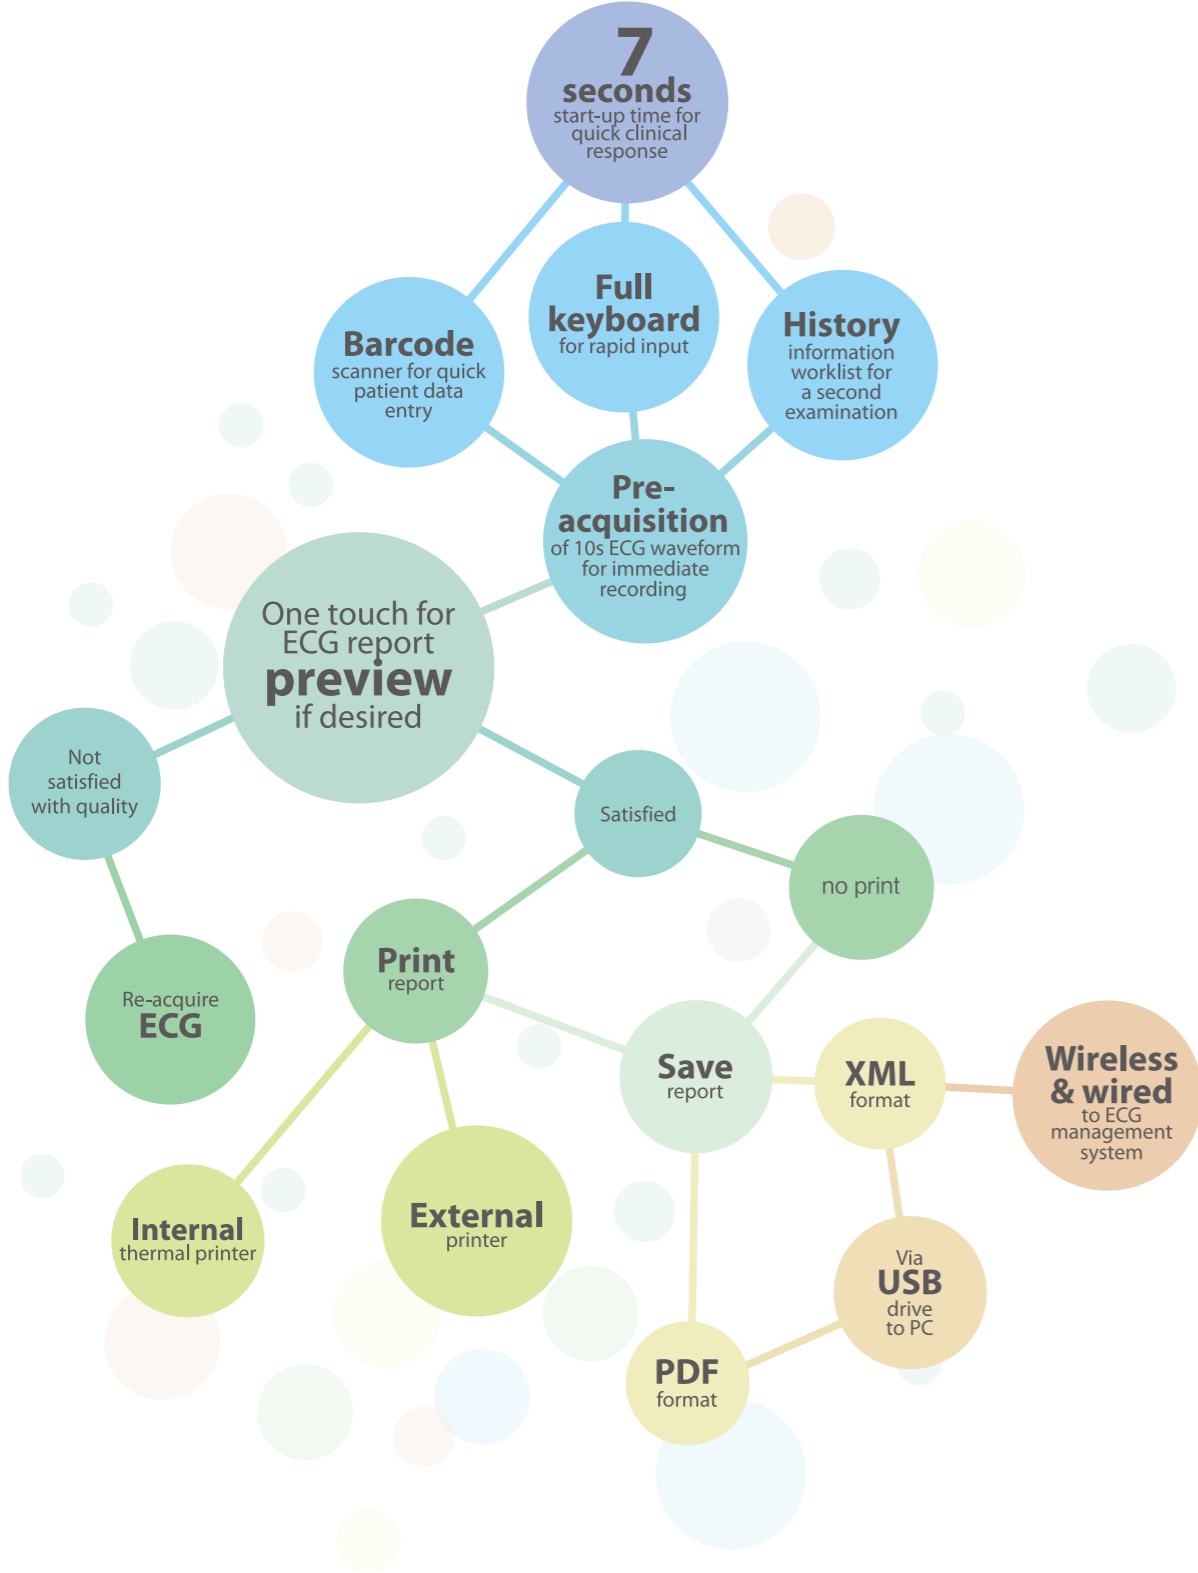 7
seconds
start-up time for
quick clinical
response
Full
keyboard
for rapid input
History
information
worklist for
a second
examination
Barcode
scanner for quick
patient data
entry
Pre-
acquisition
of 10s ECG waveform
for immediate
recording
One touch for
ECG report
preview
if desired
Not
satisfied
with quality
Satisfied
no print
Print
report
Re-acquire
ECG
Save
report
XML
format
Wireless
& wired
to ECG
management
system
Internal
thermal printer
External
printer
Via
USB
drive
to PC
PDF
format